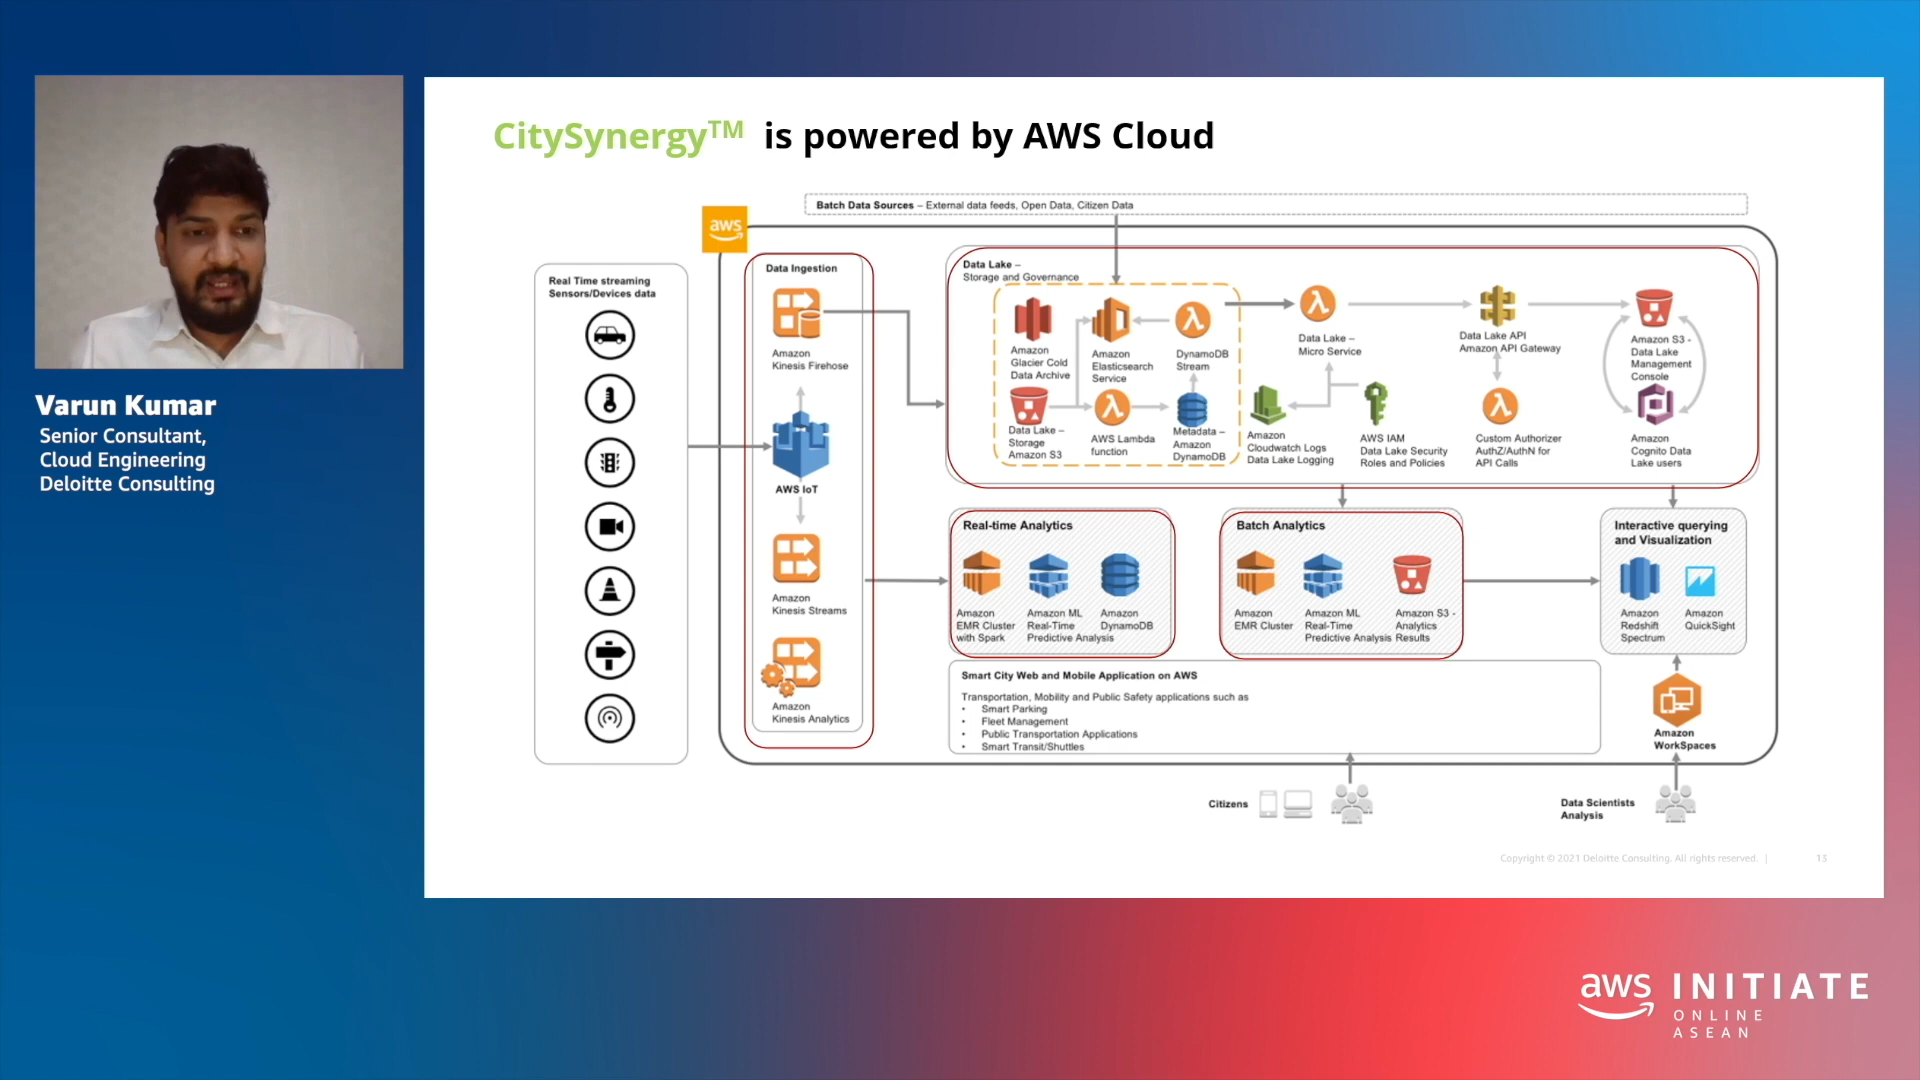 CitySynergyTM is powered by AWS Cloud
Varun Kumar
Senior Consultant,
Cloud Engineering
Deloitte Consulting
Batch Data Sources – External data feeds, Open Data, Citizen Data
aws
Real Time streaming
Sensors/Devices data
Data Ingestion
Amazon
Kinesis Firehose
AWS IoT
Amazon
Kinesis Streams
Amazon
Kinesis Analytics
Data Lake –
Storage and Governance
Amazon
Glacier Cold
Data Archive
Amazon
Elasticsearch
Service
DynamoDB
Stream
Data Lake –
Storage
Amazon S3
AWS Lambda
function
Metadata –
Amazon
DynamoDB
Data Lake –
Micro Service
Amazon
Cloudwatch Logs
Data Lake Logging
AWS IAM
Data Lake Security
Roles and Policies
Data Lake API
Amazon API Gateway
Custom Authorizer
AuthZ/AuthN for
API Calls
Amazon S3 -
Data Lake
Management
Console
Amazon
Cognito Data
Lake users
Real-time Analytics
Amazon
EMR Cluster
with Spark
Amazon ML
Real-Time
Predictive Analysis
Amazon
DynamoDB
Batch Analytics
Amazon
EMR Cluster
Amazon ML
Real-Time
Predictive Analysis
Amazon S3 -
Analytics
Results
Interactive querying
and Visualization
Amazon
Redshift
Spectrum
Amazon
QuickSight
Smart City Web and Mobile Application on AWS
Transportation, Mobility and Public Safety applications such as
• Smart Parking
• Fleet Management
• Public Transportation Applications
• Smart Transit/Shuttles
Amazon
WorkSpaces
Citizens
Data Scientists
Analysis
Copyright © 2021 Deloitte Consulting. All rights reserved. | 13
aws INITIATE
ONLINE
ASEAN